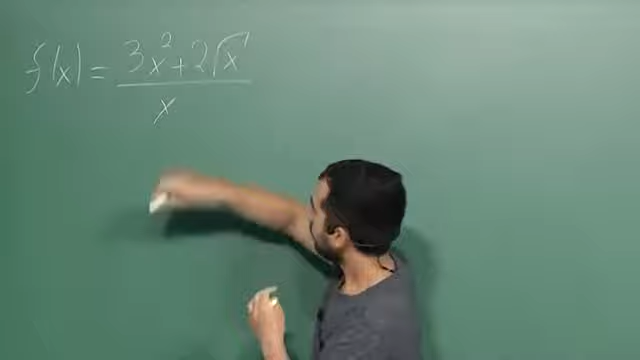 f(x) = 3x² + 2√x
x